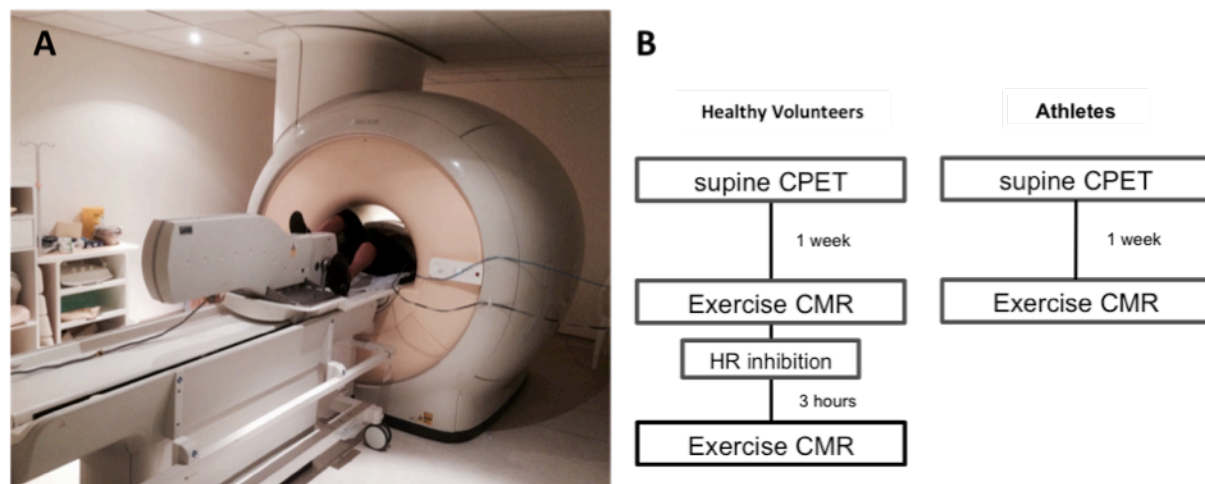 A
B
Healthy Volunteers
Athletes
supine CPET
supine CPET
1 week
1 week
Exercise CMR
Exercise CMR
HR inhibition
3 hours
Exercise CMR